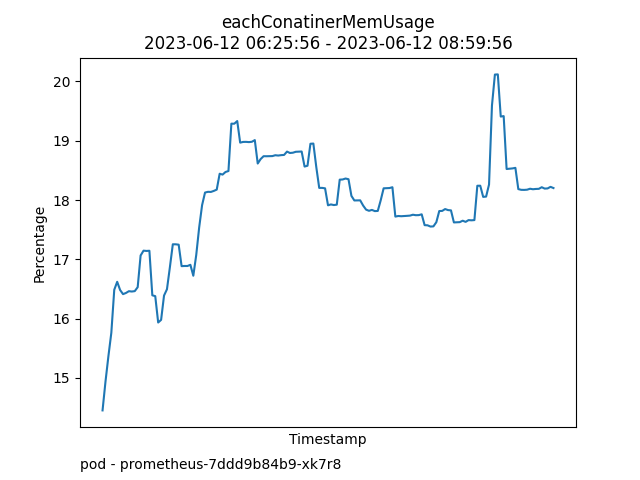 eachConatinerMemUsage
2023-06-12 06:25:56 - 2023-06-12 08:59:56
20
19
18
17
16
15
Percentage
Timestamp
pod - prometheus-7ddd9b84b9-xk7r8